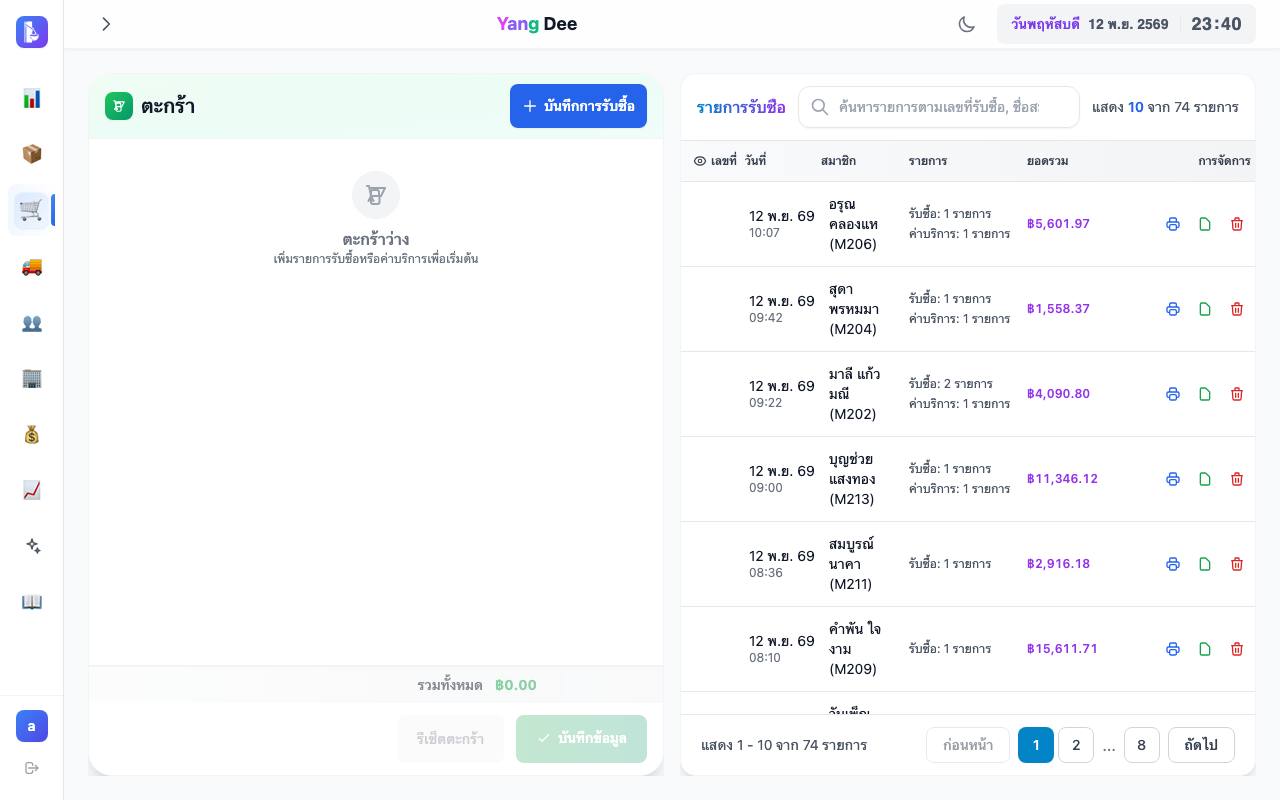 Yang Dee
วันพฤหัสบดี 12 พ.ย. 2569 23:40
ตะกร้า
บันทึกการรับซื้อ
ตะกร้าว่าง
เพิ่มรายการรับซื้อหรือค่าบริการเพื่อเริ่มต้น
รวมทั้งหมด ฿0.00
รีเซ็ตตะกร้า
บันทึกข้อมูล
a
รายการรับซื้อ
ค้นหารายการตามเลขที่รับซื้อ, ชื่อส
แสดง 10 จาก 74 รายการ
เลขที่ วันที่ สมาชิก รายการ ยอดรวม การจัดการ
12 พ.ย. 69
10:07
อรุณ
คลองแห
(M206)
รับซื้อ: 1 รายการ
ค่าบริการ: 1 รายการ
฿5,601.97
12 พ.ย. 69
09:42
สุดา
พรหมมา
(M204)
รับซื้อ: 1 รายการ
ค่าบริการ: 1 รายการ
฿1,558.37
12 พ.ย. 69
09:22
มาลี แก้ว
มณี
(M202)
รับซื้อ: 2 รายการ
ค่าบริการ: 1 รายการ
฿4,090.80
12 พ.ย. 69
09:00
บุญช่วย
แสงทอง
(M213)
รับซื้อ: 1 รายการ
ค่าบริการ: 1 รายการ
฿11,346.12
12 พ.ย. 69
08:36
สมบูรณ์
นาคา
(M211)
รับซื้อ: 1 รายการ
฿2,916.18
12 พ.ย. 69
08:10
คำพัน ใจ
งาม
(M209)
รับซื้อ: 1 รายการ
฿15,611.71
แสดง 1 - 10 จาก 74 รายการ
ก่อนหน้า 1 2 ... 8 ถัดไป